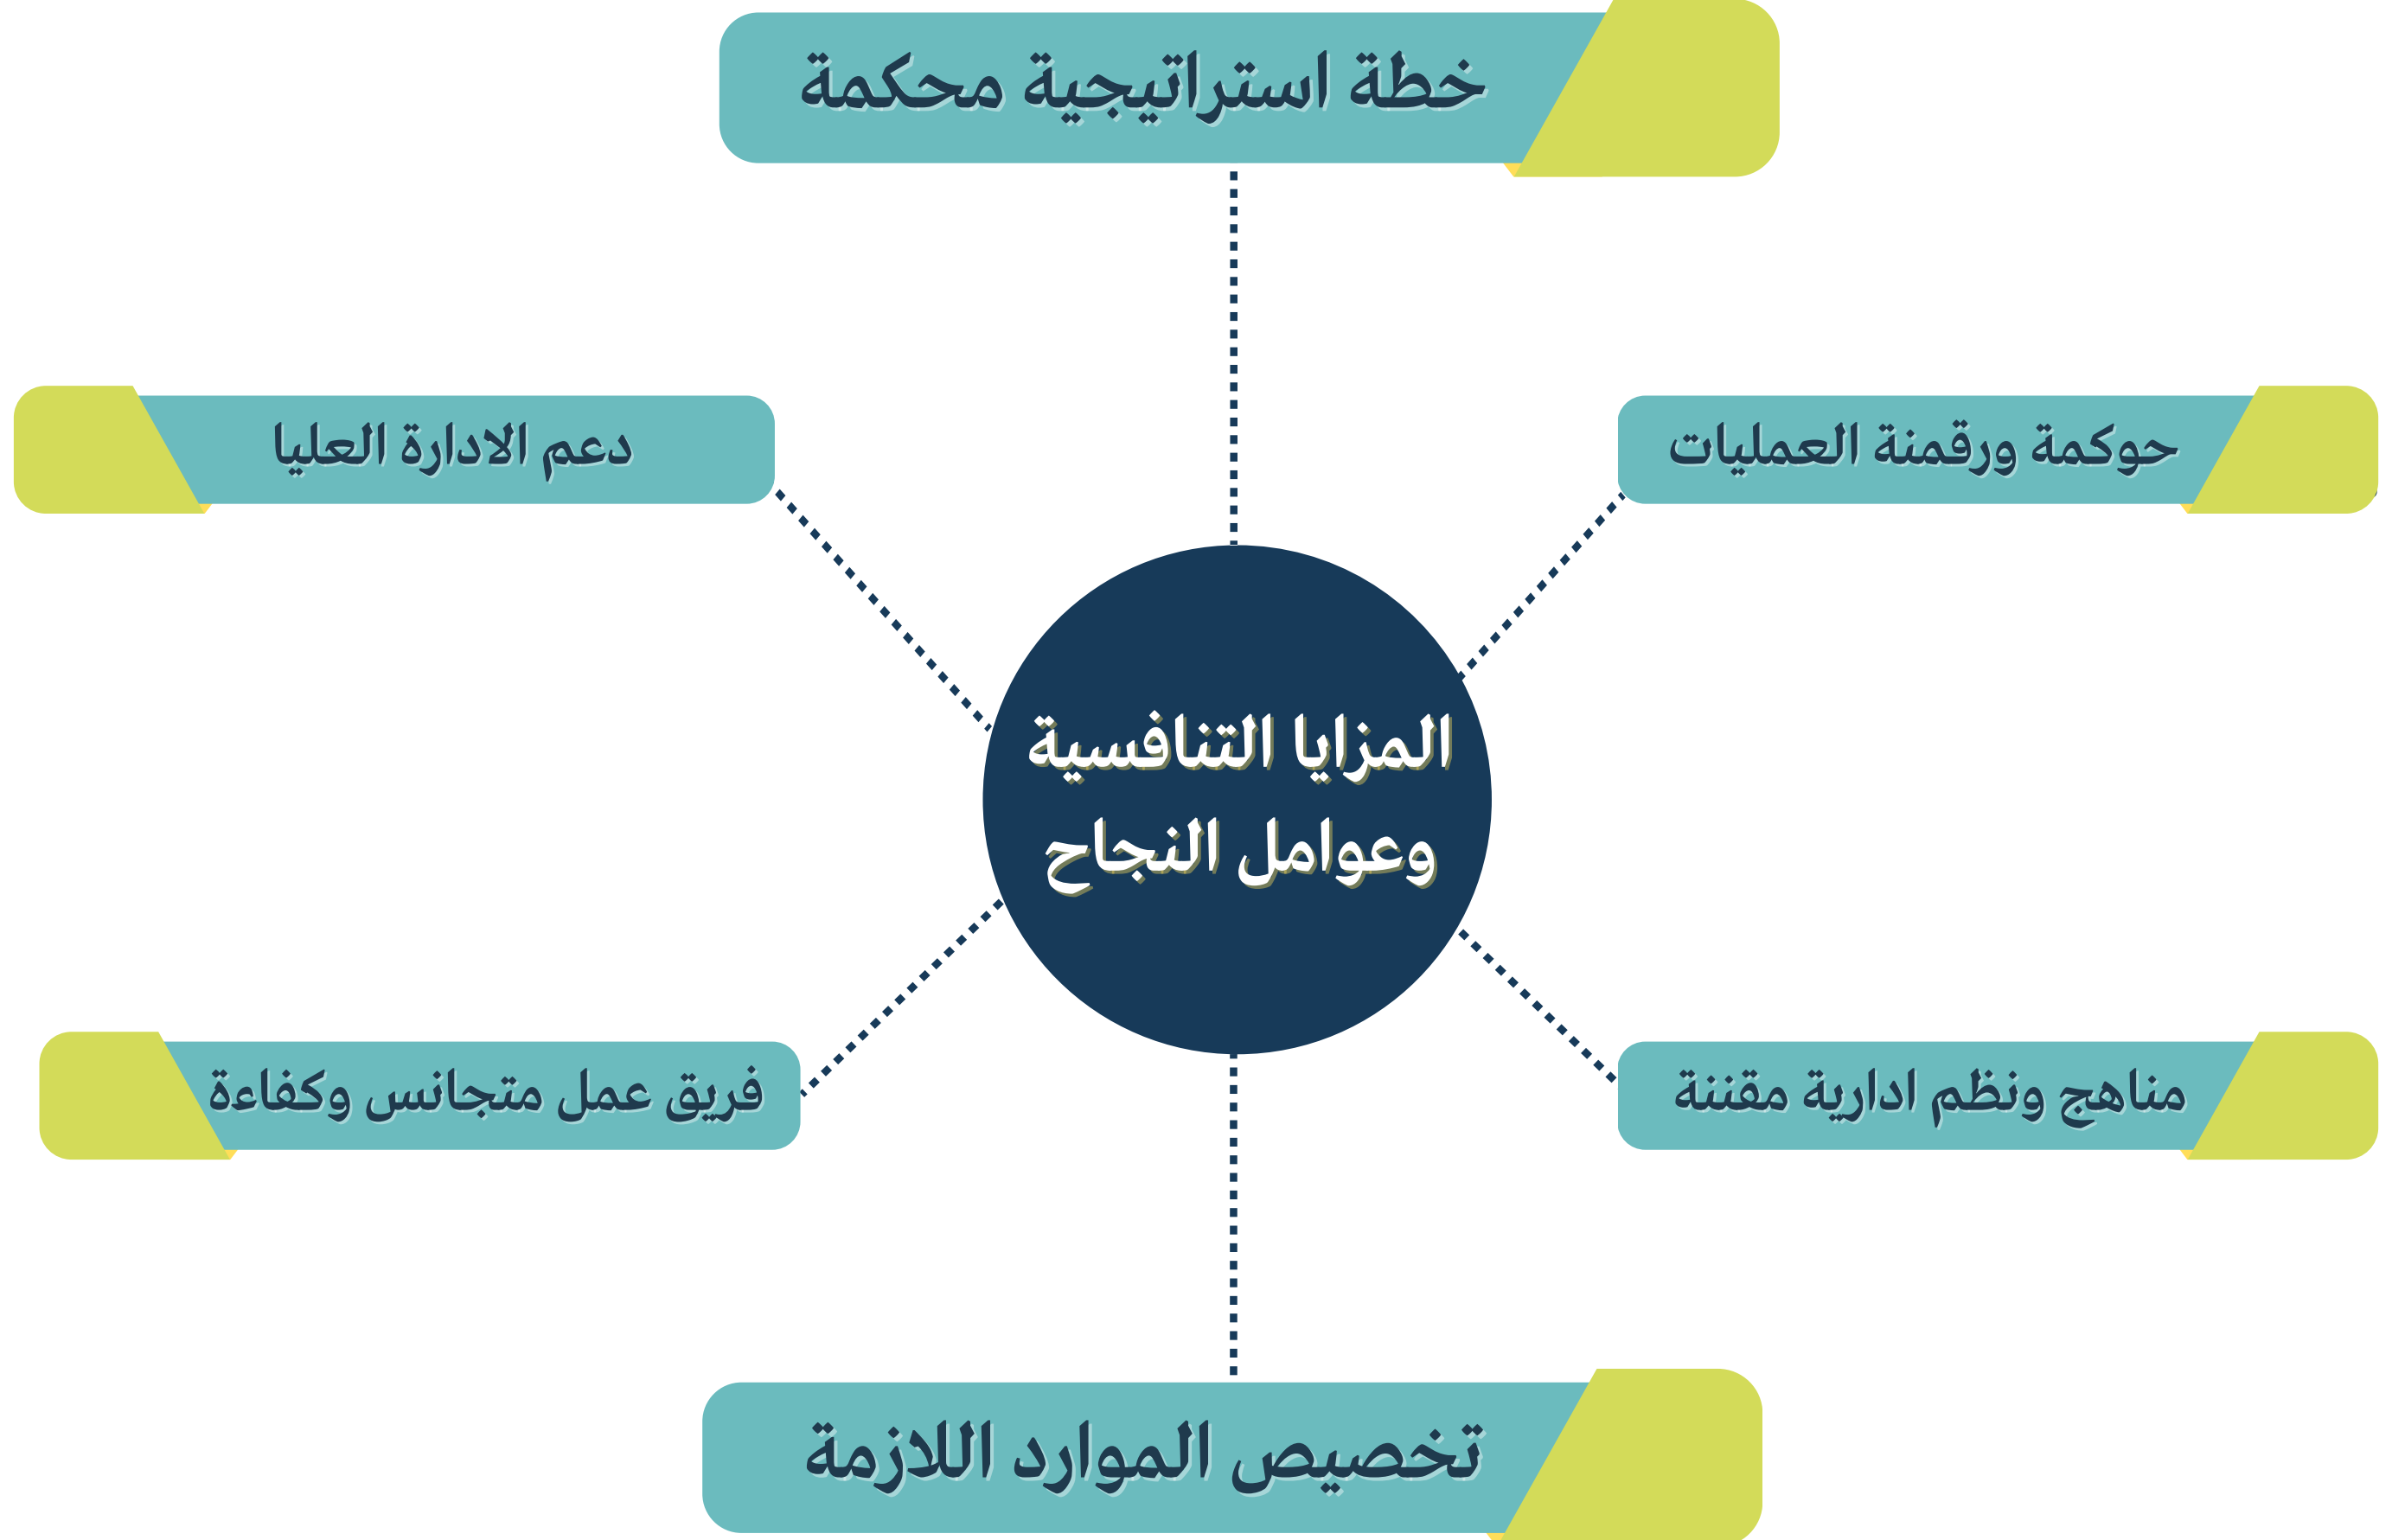 خطة استراتيجية محكمة
حوكمة ورقمنة العمليات
دعم الادارة العليا
المزايا التنافسية
وعوامل النجاح
مناهج ونظم ادارية مقننة
فريق عمل متجانس وكفاءة
تخصيص الموارد اللازمة